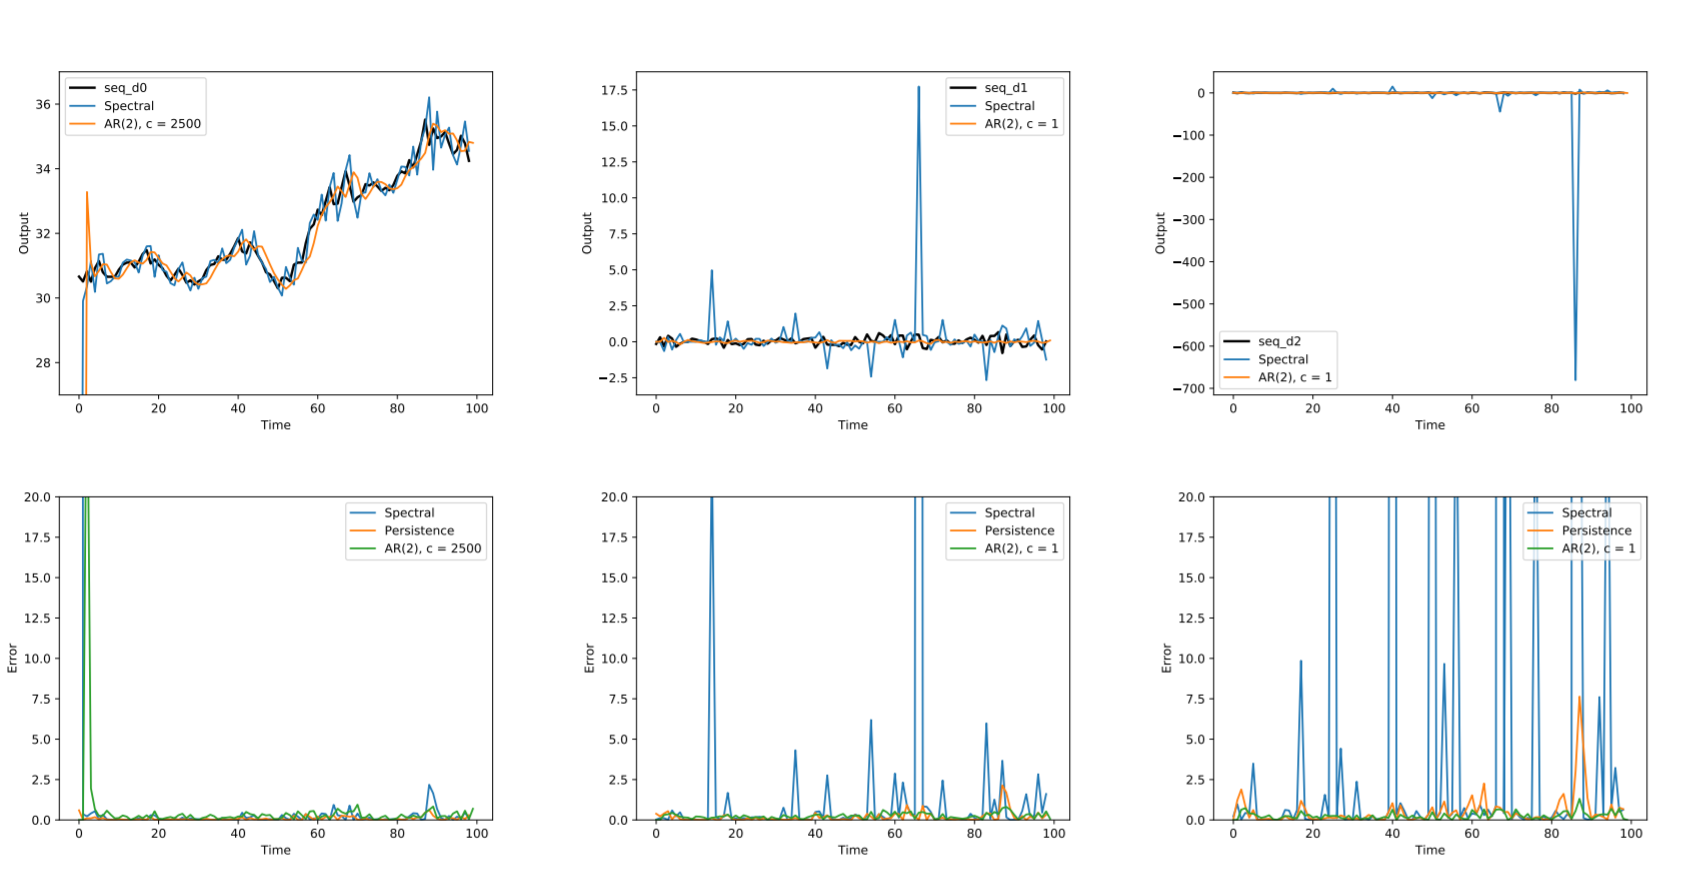 seq_d0
Spectral
AR(2), c = 2500
36
34
32
30
28
Output
0 20 40 60 80 100
Time
seq_d1
Spectral
AR(2), c = 1
17.5
15.0
12.5
10.0
7.5
5.0
2.5
0.0
−2.5
Output
0 20 40 60 80 100
Time
0
−100
−200
−300
−400
−500
−600
−700
Output
seq_d2
Spectral
AR(2), c = 1
0 20 40 60 80 100
Time
20.0
17.5
15.0
12.5
10.0
7.5
5.0
2.5
0.0
Error
Spectral
Persistence
AR(2), c = 2500
0 20 40 60 80 100
Time
20.0
17.5
15.0
12.5
10.0
7.5
5.0
2.5
0.0
Error
Spectral
Persistence
AR(2), c = 1
0 20 40 60 80 100
Time
20.0
17.5
15.0
12.5
10.0
7.5
5.0
2.5
0.0
Error
Spectral
Persistence
AR(2), c = 1
0 20 40 60 80 100
Time